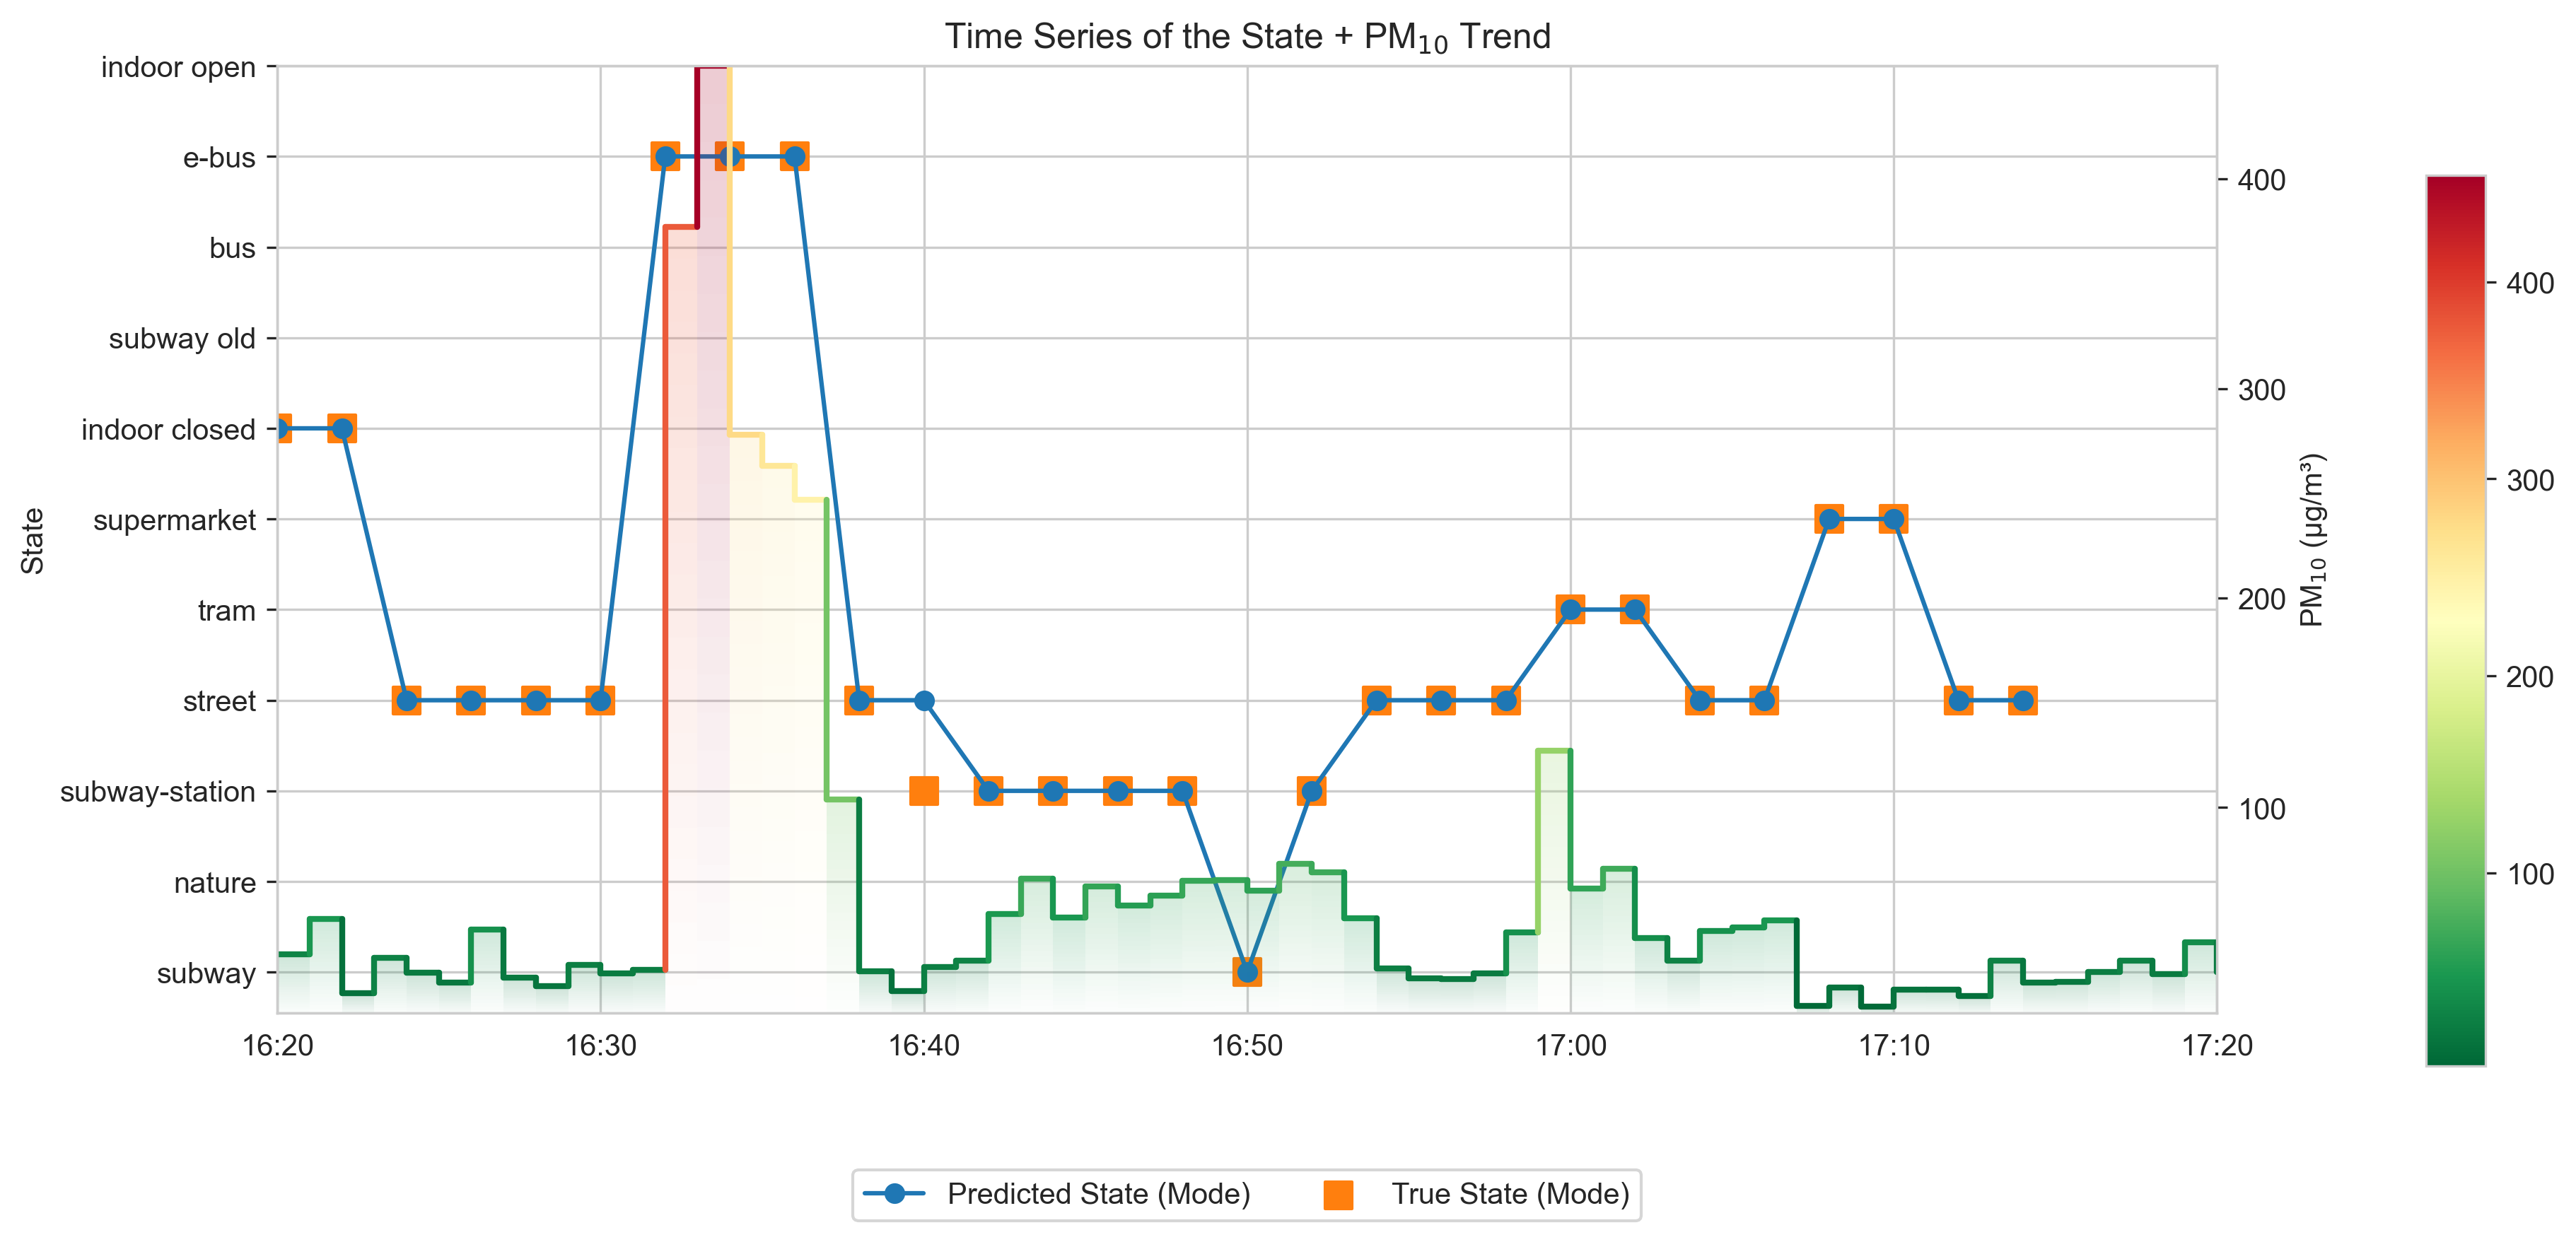 Time Series of the State + PM₁₀ Trend
State
indoor open
e-bus
bus
subway old
indoor closed
supermarket
tram
street
subway-station
nature
subway
16:20
16:30
16:40
16:50
17:00
17:10
17:20
400
300
200
100
PM₁₀ (µg/m³)
400
300
200
100
Predicted State (Mode)
True State (Mode)